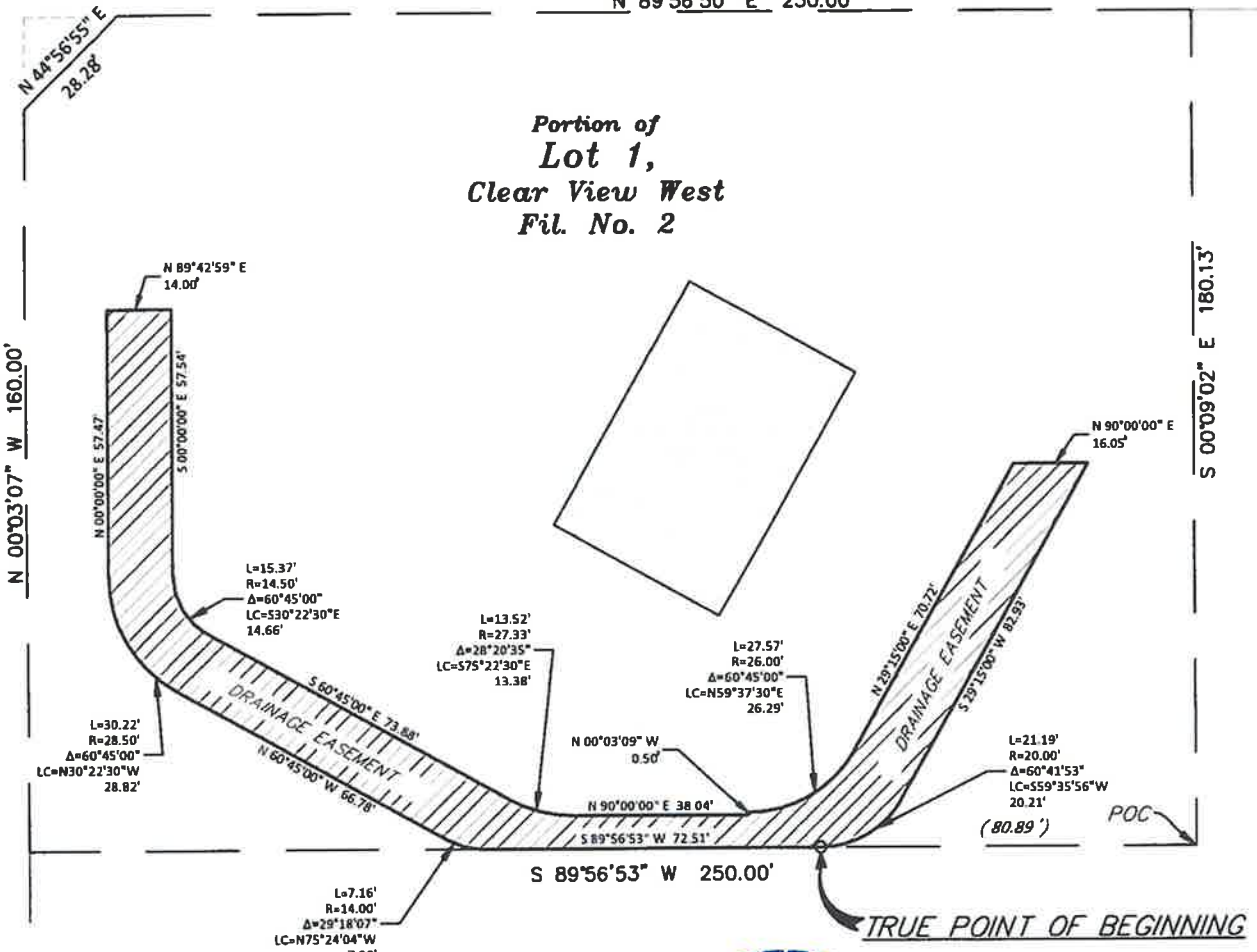 N 89°56'50" E 250.00'
N 44°56'55" E
28.28'
Portion of
Lot 1,
Clear View West
Fil. No. 2
N 89°42'59" E
14.00'
N 00°03'07" W 160.00'
N 00°00'00" E 57.47'
S 00°00'00" E 57.54'
S 00°09'02" E 180.13'
N 90°00'00" E
16.05'
L=15.37'
R=14.50'
Δ=60°45'00"
LC=S30°22'30"E
14.66'
L=13.52'
R=27.33'
Δ=28°20'35"
LC=S75°22'30"E
13.38'
L=27.57'
R=26.00'
Δ=60°45'00"
LC=N59°37'30"E
26.29'
N 29°15'00" E 70.72'
DRAINAGE EASEMENT
S 29°15'00" W 82.93'
S 60°45'00" E 73.88'
DRAINAGE EASEMENT
N 60°45'00" W 66.78'
L=30.22'
R=28.50'
Δ=60°45'00"
LC=N30°22'30"W
28.82'
N 00°03'09" W
0.50'
L=21.19'
R=20.00'
Δ=60°41'53"
LC=S59°35'56"W
20.21'
(80.89')
POC
N 90°00'00" E 38.04'
S 89°56'53" W 72.51'
S 89°56'53" W 250.00'
L=7.16'
R=14.00'
Δ=29°18'07"
LC=N75°24'04"W
TRUE POINT OF BEGINNING